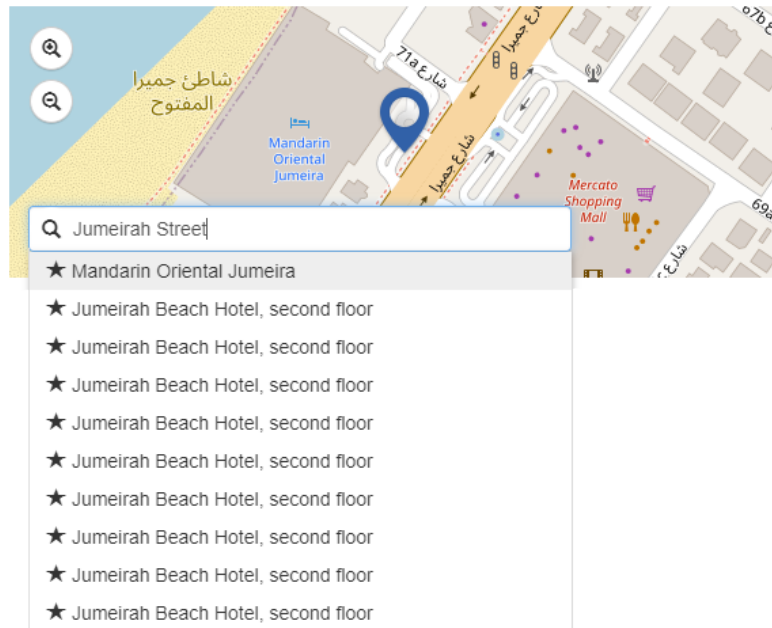 67b شارع
شارع جميرا
شارع 71a
شاطئ جميرا
المفتوح
Mandarin
Oriental
Jumeira
شارع جميرا
Mercato
Shopping
Mall
شارع 69a
Jumeirah Street
Mandarin Oriental Jumeira
Jumeirah Beach Hotel, second floor
Jumeirah Beach Hotel, second floor
Jumeirah Beach Hotel, second floor
Jumeirah Beach Hotel, second floor
Jumeirah Beach Hotel, second floor
Jumeirah Beach Hotel, second floor
Jumeirah Beach Hotel, second floor
Jumeirah Beach Hotel, second floor
Jumeirah Beach Hotel, second floor